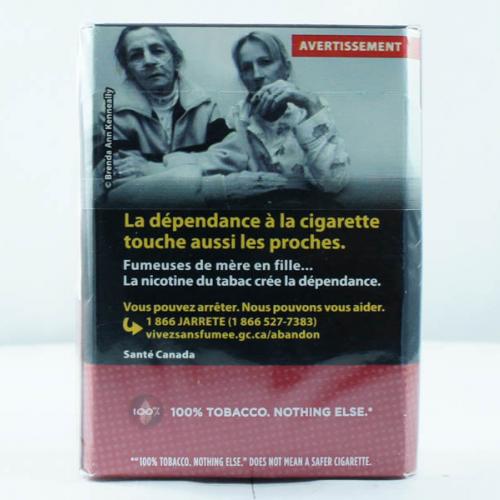 AVERTISSEMENT
© Brenda Ann Kenneally
La dépendance à la cigarette
touche aussi les proches.
Fumeuses de mère en fille...
La nicotine du tabac crée la dépendance.
Vous pouvez arrêter. Nous pouvons vous aider.
1 866 JARRETE (1 866 527-7383)
vivezsansfumee.gc.ca/abandon
Santé Canada
100% 100% TOBACCO. NOTHING ELSE.*
*"100% TOBACCO. NOTHING ELSE." DOES NOT MEAN A SAFER CIGARETTE.